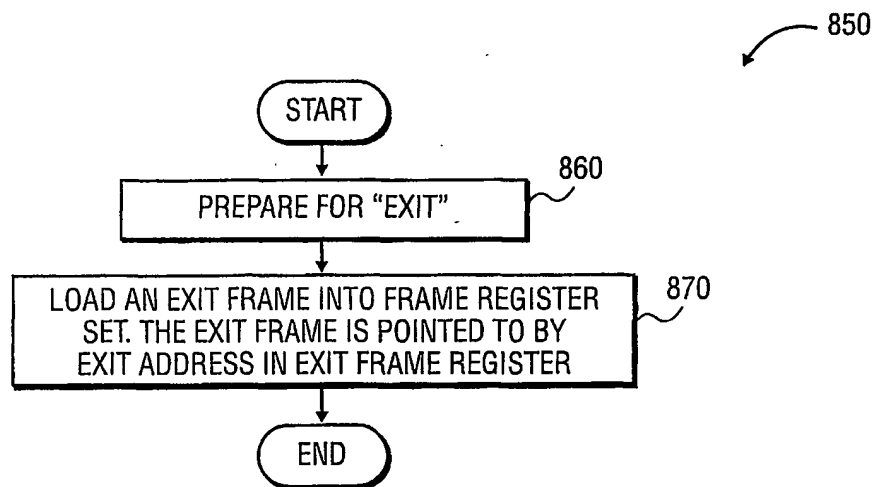 850
START
860
PREPARE FOR “EXIT”
LOAD AN EXIT FRAME INTO FRAME REGISTER
870
SET. THE EXIT FRAME IS POINTED TO BY
EXIT ADDRESS IN EXIT FRAME REGISTER
END